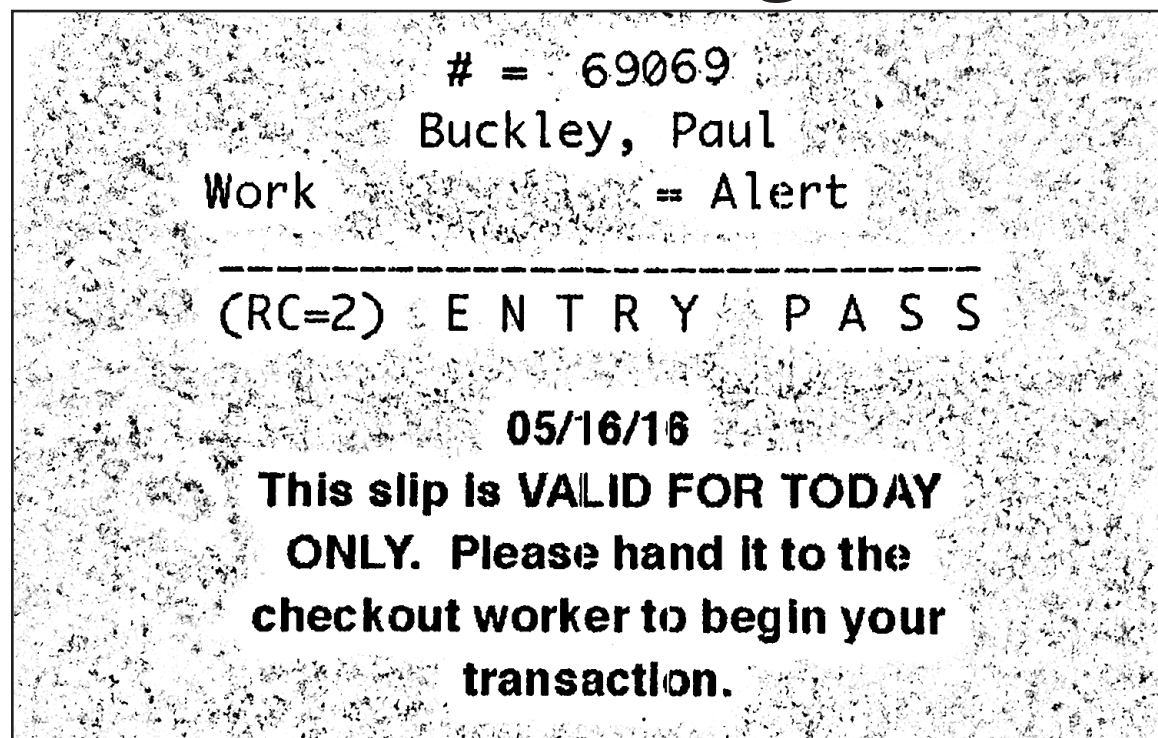 # = 69069
Buckley, Paul
Work = Alert
(RC=2) E N T R Y P A S S
05/16/16
This slip is VALID FOR TODAY
ONLY. Please hand it to the
checkout worker to begin your
transaction.